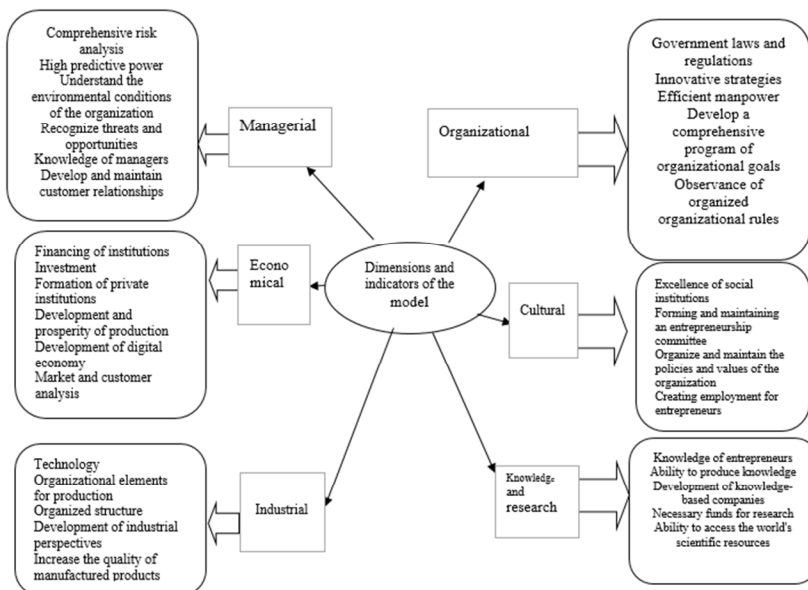 Comprehensive risk
analysis
High predictive power
Understand the
environmental conditions
of the organization
Recognize threats and
opportunities
Knowledge of managers
Develop and maintain
customer relationships
Managerial
Organizational
Government laws and
regulations
Innovative strategies
Efficient manpower
Develop a
comprehensive
program of
organizational goals
Observance of
organized
organizational rules
Financing of institutions
Investment
Formation of private
institutions
Development and
prosperity of production
Development of digital
economy
Market and customer
analysis
Econo
mical
Dimensions and
indicators of the
model
Cultural
Excellence of social
institutions
Forming and maintaining
an entrepreneurship
committee
Organize and maintain the
policies and values of the
organization
Creating employment for
entrepreneurs
Technology
Organizational elements
for production
Organized structure
Development of industrial
perspectives
Increase the quality of
manufactured products
Industrial
Knowledge
and
research
Knowledge of entrepreneurs
Ability to produce knowledge
Development of knowledge-
based companies
Necessary funds for research
Ability to access the world's
scientific resources